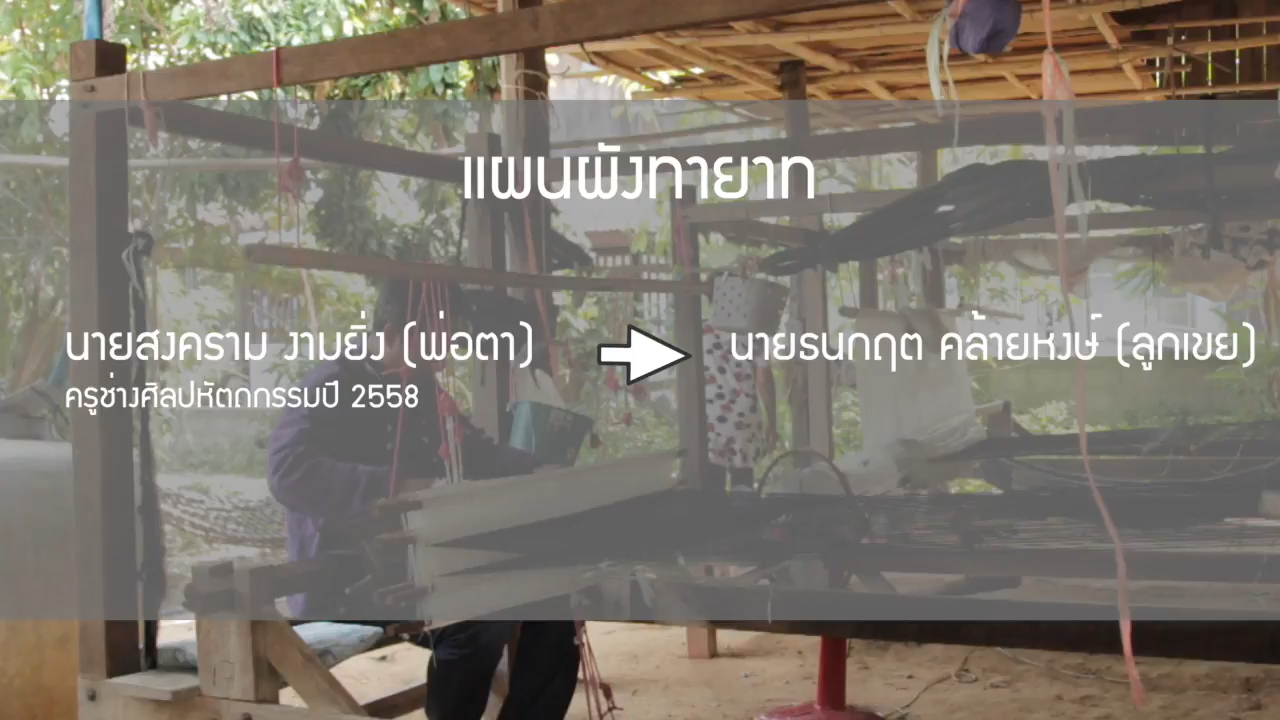 แผนผังทายาท
นายสงคราม งามยิ่ง (พ่อตา)
นายธนกฤต คล้ายหงษ์ (ลูกเขย)
ครูช่างศิลปหัตถกรรมปี 2558